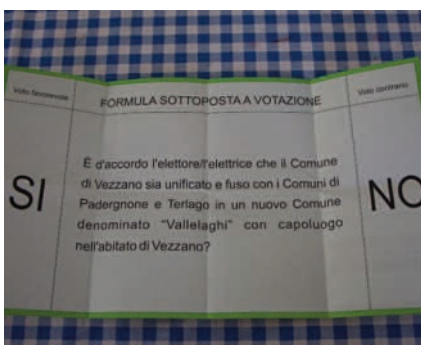 Voto favorevole
FORMULA SOTTOPOSTA A VOTAZIONE
Voto contrario
È d'accordo l'elettore/l'elettrice che il Comune
di Vezzano sia unificato e fuso con i Comuni di
Padergnone e Terlago in un nuovo Comune
denominato "Vallelaghi" con capoluogo
nell'abitato di Vezzano?
SI
NO